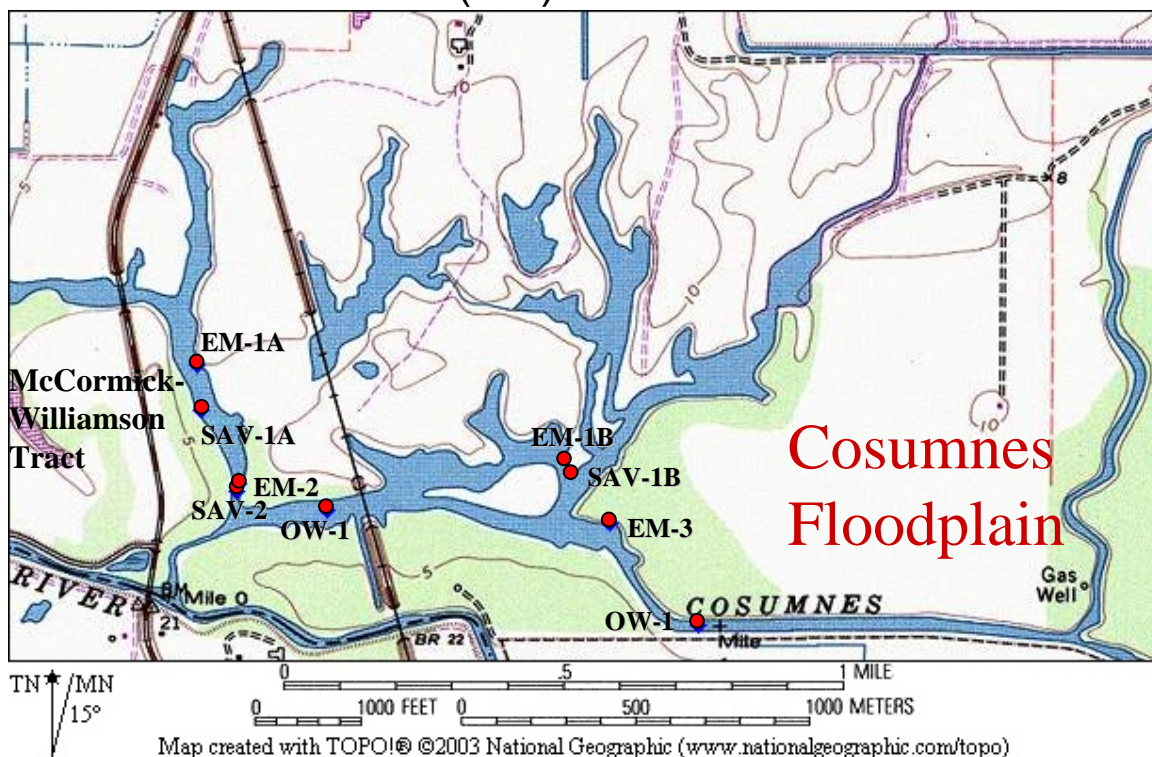 10
5
8
10
EM-1A
McCormick-
Williamson
Tract
SAV-1A
5
EM-1B
SAV-1B
10
Cosumnes
Floodplain
EM-2
SAV-2
OW-1
EM-3
5
RIVER
BM
Mile 0
21
BR 22
COSUMNES
OW-1
Mile
Gas
Well
TN /MN
15°
0 .5 1 MILE
0 1000 FEET 0 500 1000 METERS
Map created with TOPO!® ©2003 National Geographic (www.nationalgeographic.com/topo)